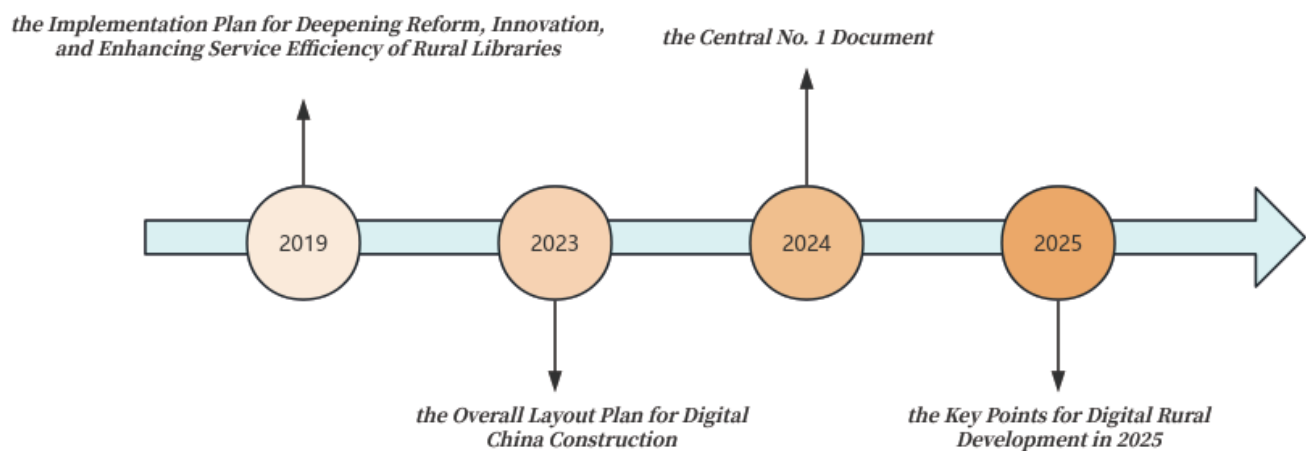 the Implementation Plan for Deepening Reform, Innovation,
and Enhancing Service Efficiency of Rural Libraries
the Central No. 1 Document
2019
2023
2024
2025
the Overall Layout Plan for Digital
China Construction
the Key Points for Digital Rural
Development in 2025